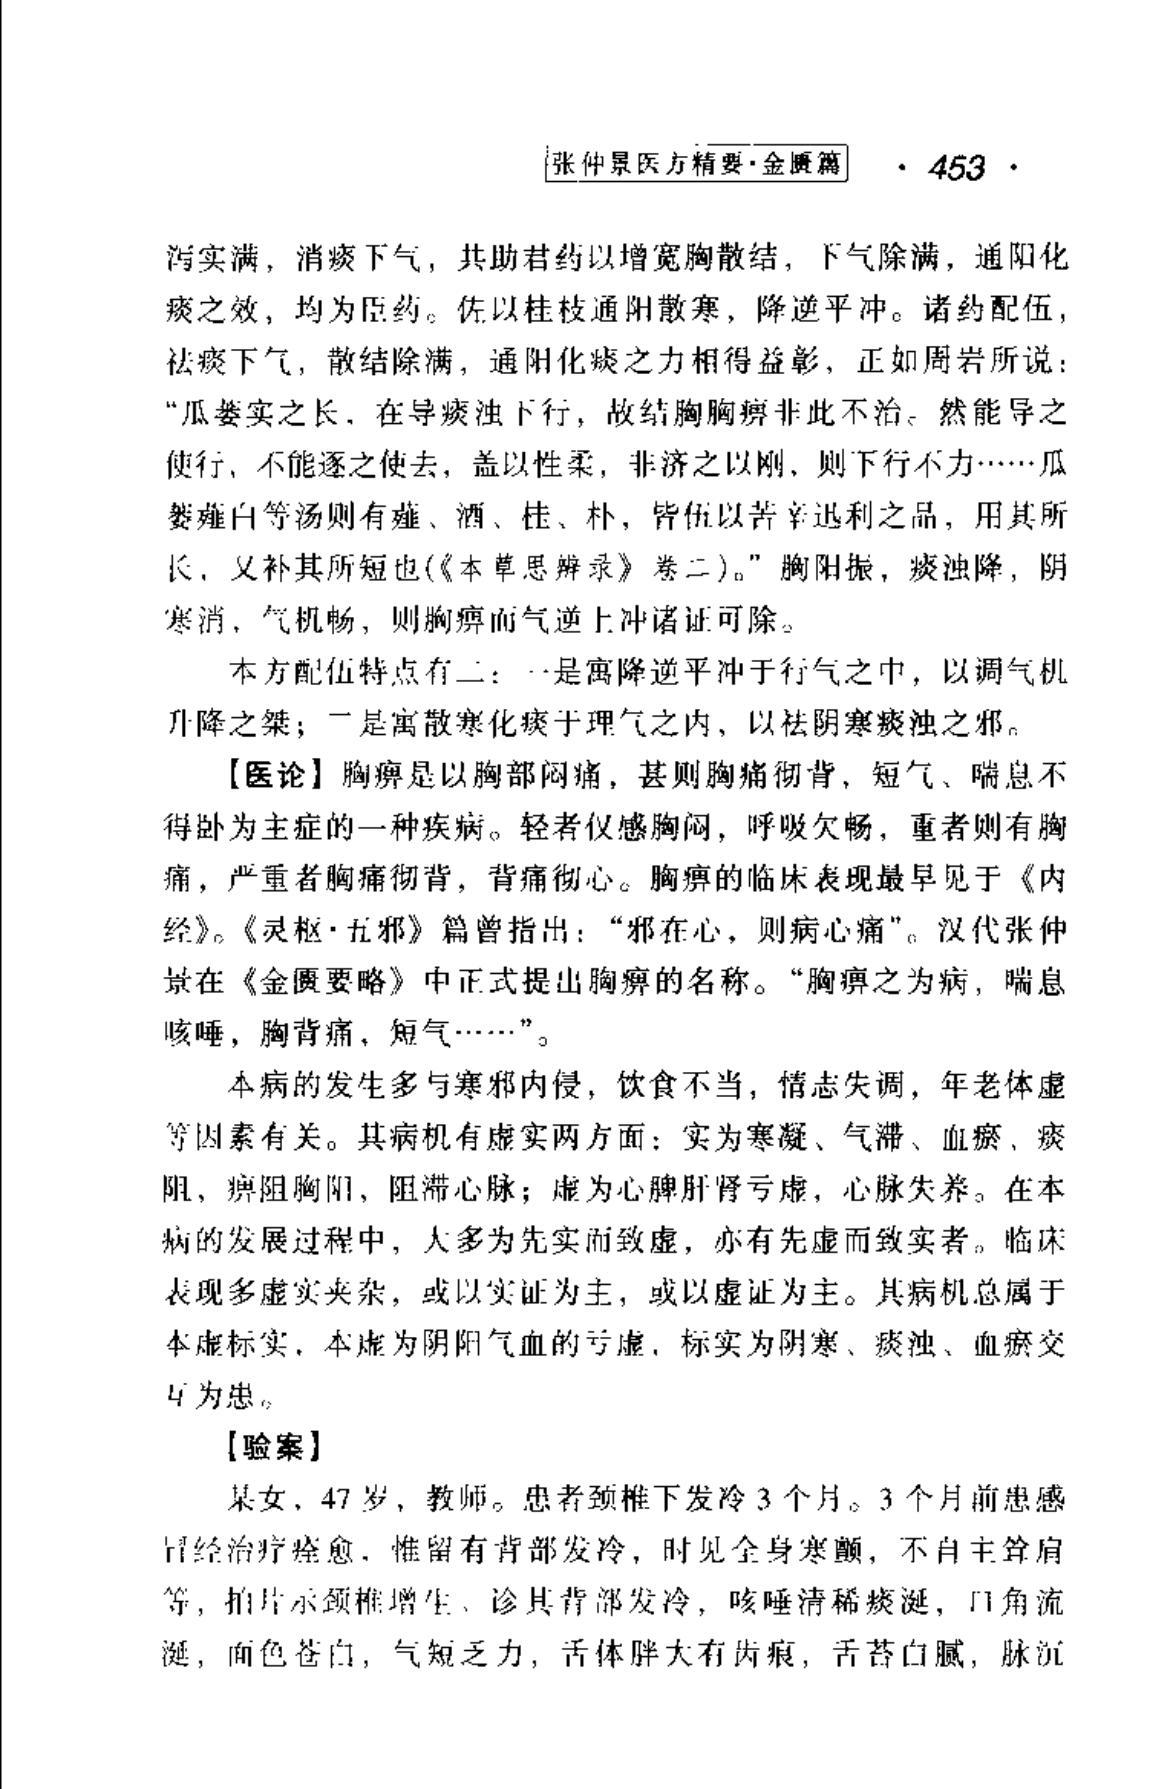 张仲景医方精要·金匮篇 · 453 ·
泻实满，消痰下气，共助君药以增宽胸散结，下气除满，通阳化
痰之效，均为臣药。佐以桂枝通阳散寒，降逆平冲。诸药配伍，
祛痰下气，散结除满，通阳化痰之力相得益彰，正如周岩所说：
“瓜蒌实之长，在导痰浊下行，故结胸胸痹非此不治。然能导之
使行，不能逐之使去，盖以性柔，非济之以刚，则下行不力……瓜
蒌薤白等汤则有薤、酒、桂、朴，皆伍以苦辛迅利之品，用其所
长，又补其所短也(《本草思辨录》卷二)。”胸阳振，痰浊降，阴
寒消，气机畅，则胸痹而气逆上冲诸证可除。
本方配伍特点有二：一是寓降逆平冲于行气之中，以调气机
升降之桀；二是寓散寒化痰于理气之内，以祛阴寒痰浊之邪。
【医论】胸痹是以胸部闷痛，甚则胸痛彻背，短气、喘息不
得卧为主症的一种疾病。轻者仅感胸闷，呼吸欠畅，重者则有胸
痛，严重者胸痛彻背，背痛彻心。胸痹的临床表现最早见于《内
经》。《灵枢·五邪》篇曾指出：“邪在心，则病心痛”。汉代张仲
景在《金匮要略》中正式提出胸痹的名称。“胸痹之为病，喘息
咳唾，胸背痛，短气……”。
本病的发生多与寒邪内侵，饮食不当，情志失调，年老体虚
等因素有关。其病机有虚实两方面：实为寒凝、气滞、血瘀、痰
阻，痹阻胸阳，阻滞心脉；虚为心脾肝肾亏虚，心脉失养。在本
病的发展过程中，大多为先实而致虚，亦有先虚而致实者。临床
表现多虚实夹杂，或以实证为主，或以虚证为主。其病机总属于
本虚标实，本虚为阴阳气血的亏虚，标实为阴寒、痰浊、血瘀交
互为患。
【验案】
某女，47 岁，教师。患者颈椎下发冷 3 个月。3 个月前患感
冒经治疗痊愈，惟留有背部发冷，时见全身寒颤，不自主耸肩
等，拍片示颈椎增生、诊其背部发冷，咳唾清稀痰涎，口角流
涎，面色苍白，气短乏力，舌体胖大有齿痕，舌苔白腻，脉沉